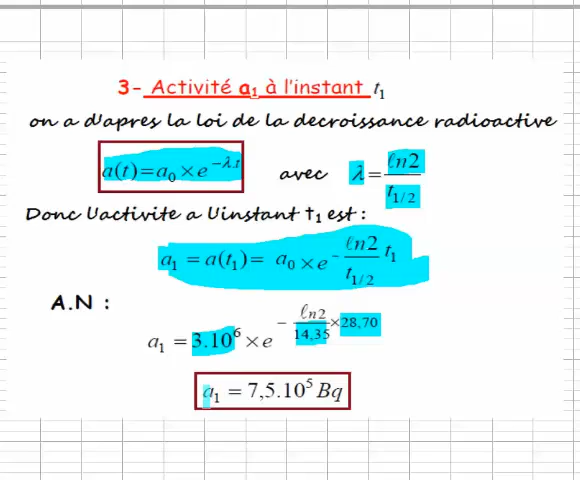 3- Activité a₁ à l'instant t₁
on a d'apres la loi de la decroissance radioactive
a(t)=a₀×e^(-λ.t) avec λ=ℓn2/t₁/₂
Donc l'activite a l'instant t₁ est :
a₁ = a(t₁)= a₀×e^(-(ℓn2/t₁/₂) t₁)
A.N :
a₁ = 3.10⁶×e^(-(ℓn2/14,35)×28,70)
a₁ = 7,5.10⁵ Bq